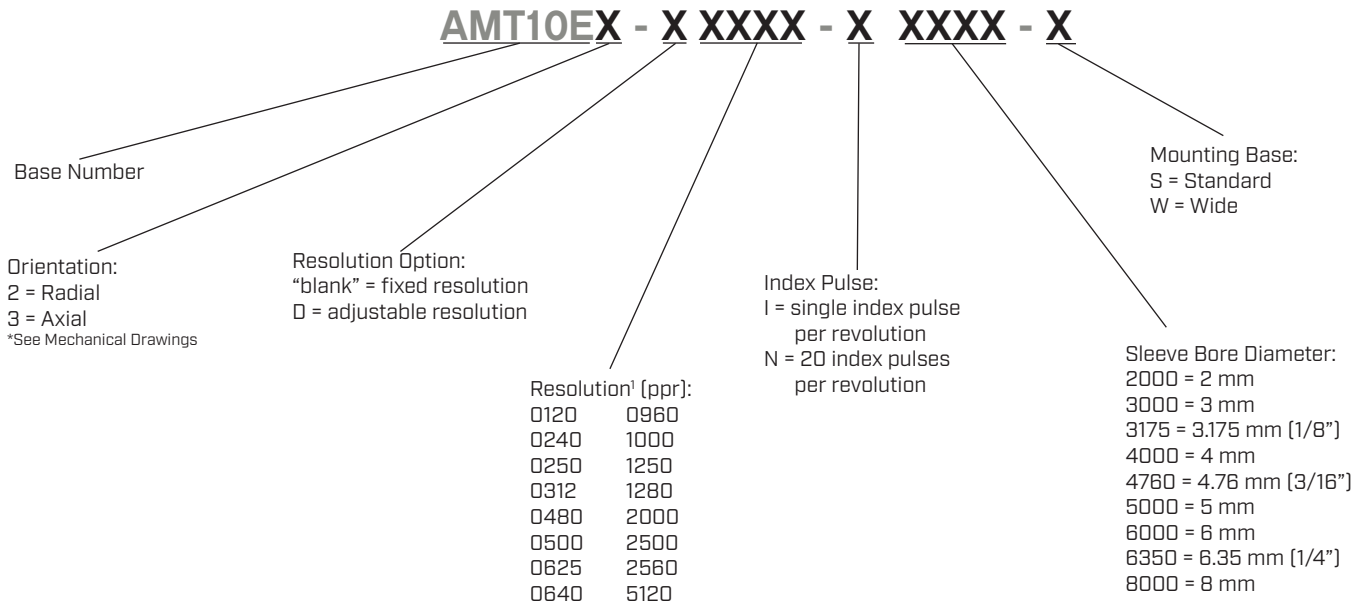 AMT10EX - X XXXX - X XXXX - X
Base Number
Orientation:
2 = Radial
3 = Axial
*See Mechanical Drawings
Resolution Option:
“blank” = fixed resolution
D = adjustable resolution
Resolution¹ (ppr):
0120 0960
0240 1000
0250 1250
0312 1280
0480 2000
0500 2500
0625 2560
0640 5120
Index Pulse:
I = single index pulse
per revolution
N = 20 index pulses
per revolution
Sleeve Bore Diameter:
2000 = 2 mm
3000 = 3 mm
3175 = 3.175 mm (1/8”)
4000 = 4 mm
4760 = 4.76 mm (3/16”)
5000 = 5 mm
6000 = 6 mm
6350 = 6.35 mm (1/4”)
8000 = 8 mm
Mounting Base:
S = Standard
W = Wide